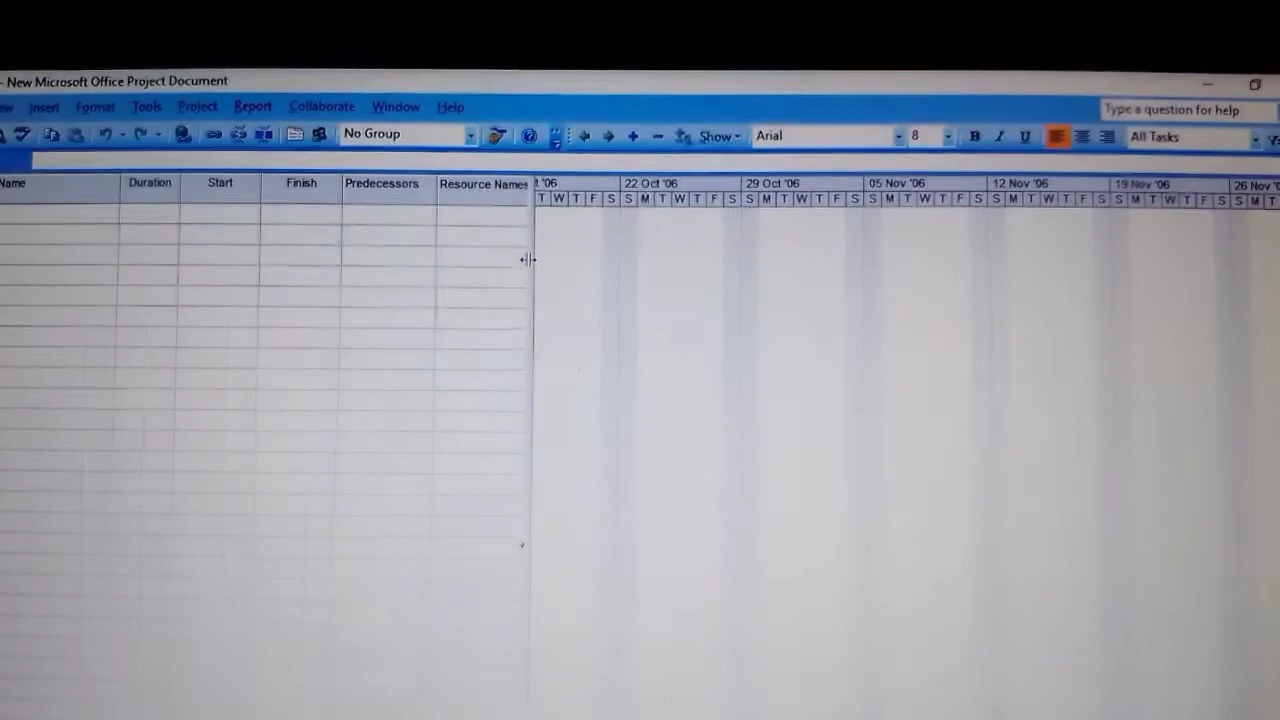 - New Microsoft Office Project Document
ew Insert Format Tools Project Report Collaborate Window Help Type a question for help
No Group Show Arial 8 B I U All Tasks
Name Duration Start Finish Predecessors Resource Names t '06 22 Oct '06 29 Oct '06 05 Nov '06 12 Nov '06 19 Nov '06 26 Nov '0
T W T F S S M T W T F S S M T W T F S S M T W T F S S M T W T F S S M T W T F S S M T